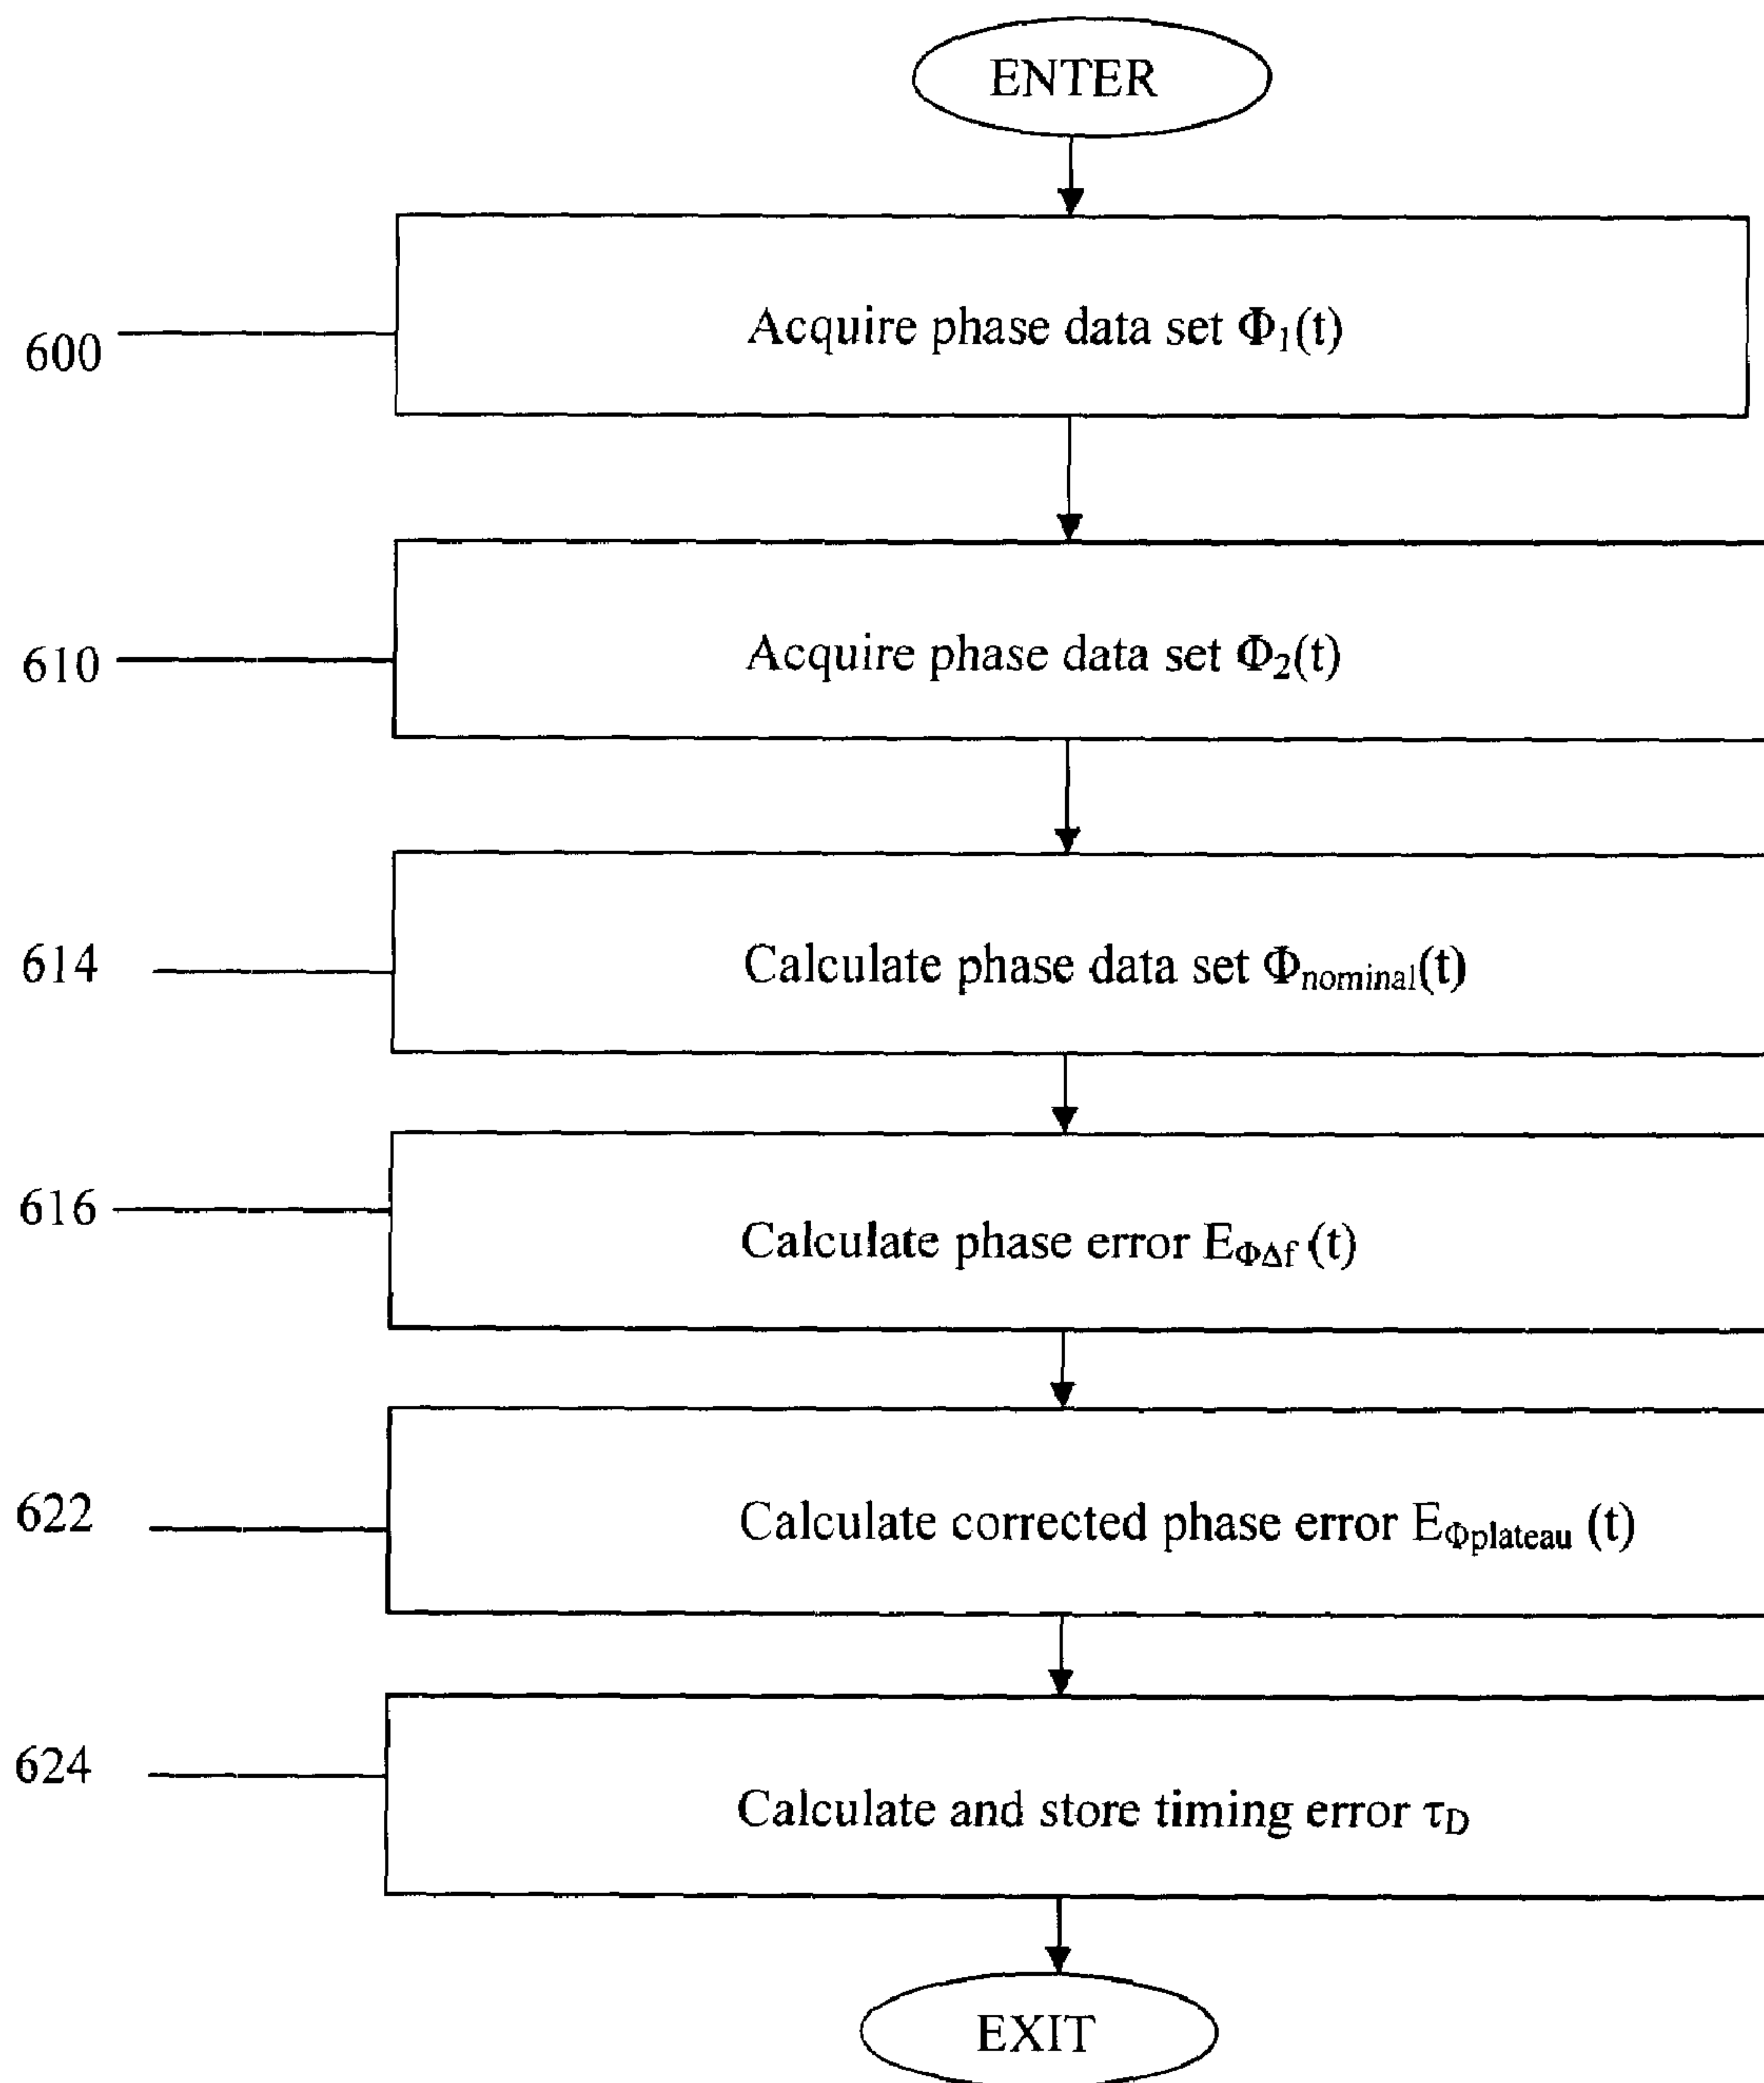 ENTER
600
Acquire phase data set Φ₁(t)
610
Acquire phase data set Φ₂(t)
614
Calculate phase data set Φnominal(t)
616
Calculate phase error EΦΔf (t)
622
Calculate corrected phase error EΦplateau (t)
624
Calculate and store timing error τD
EXIT